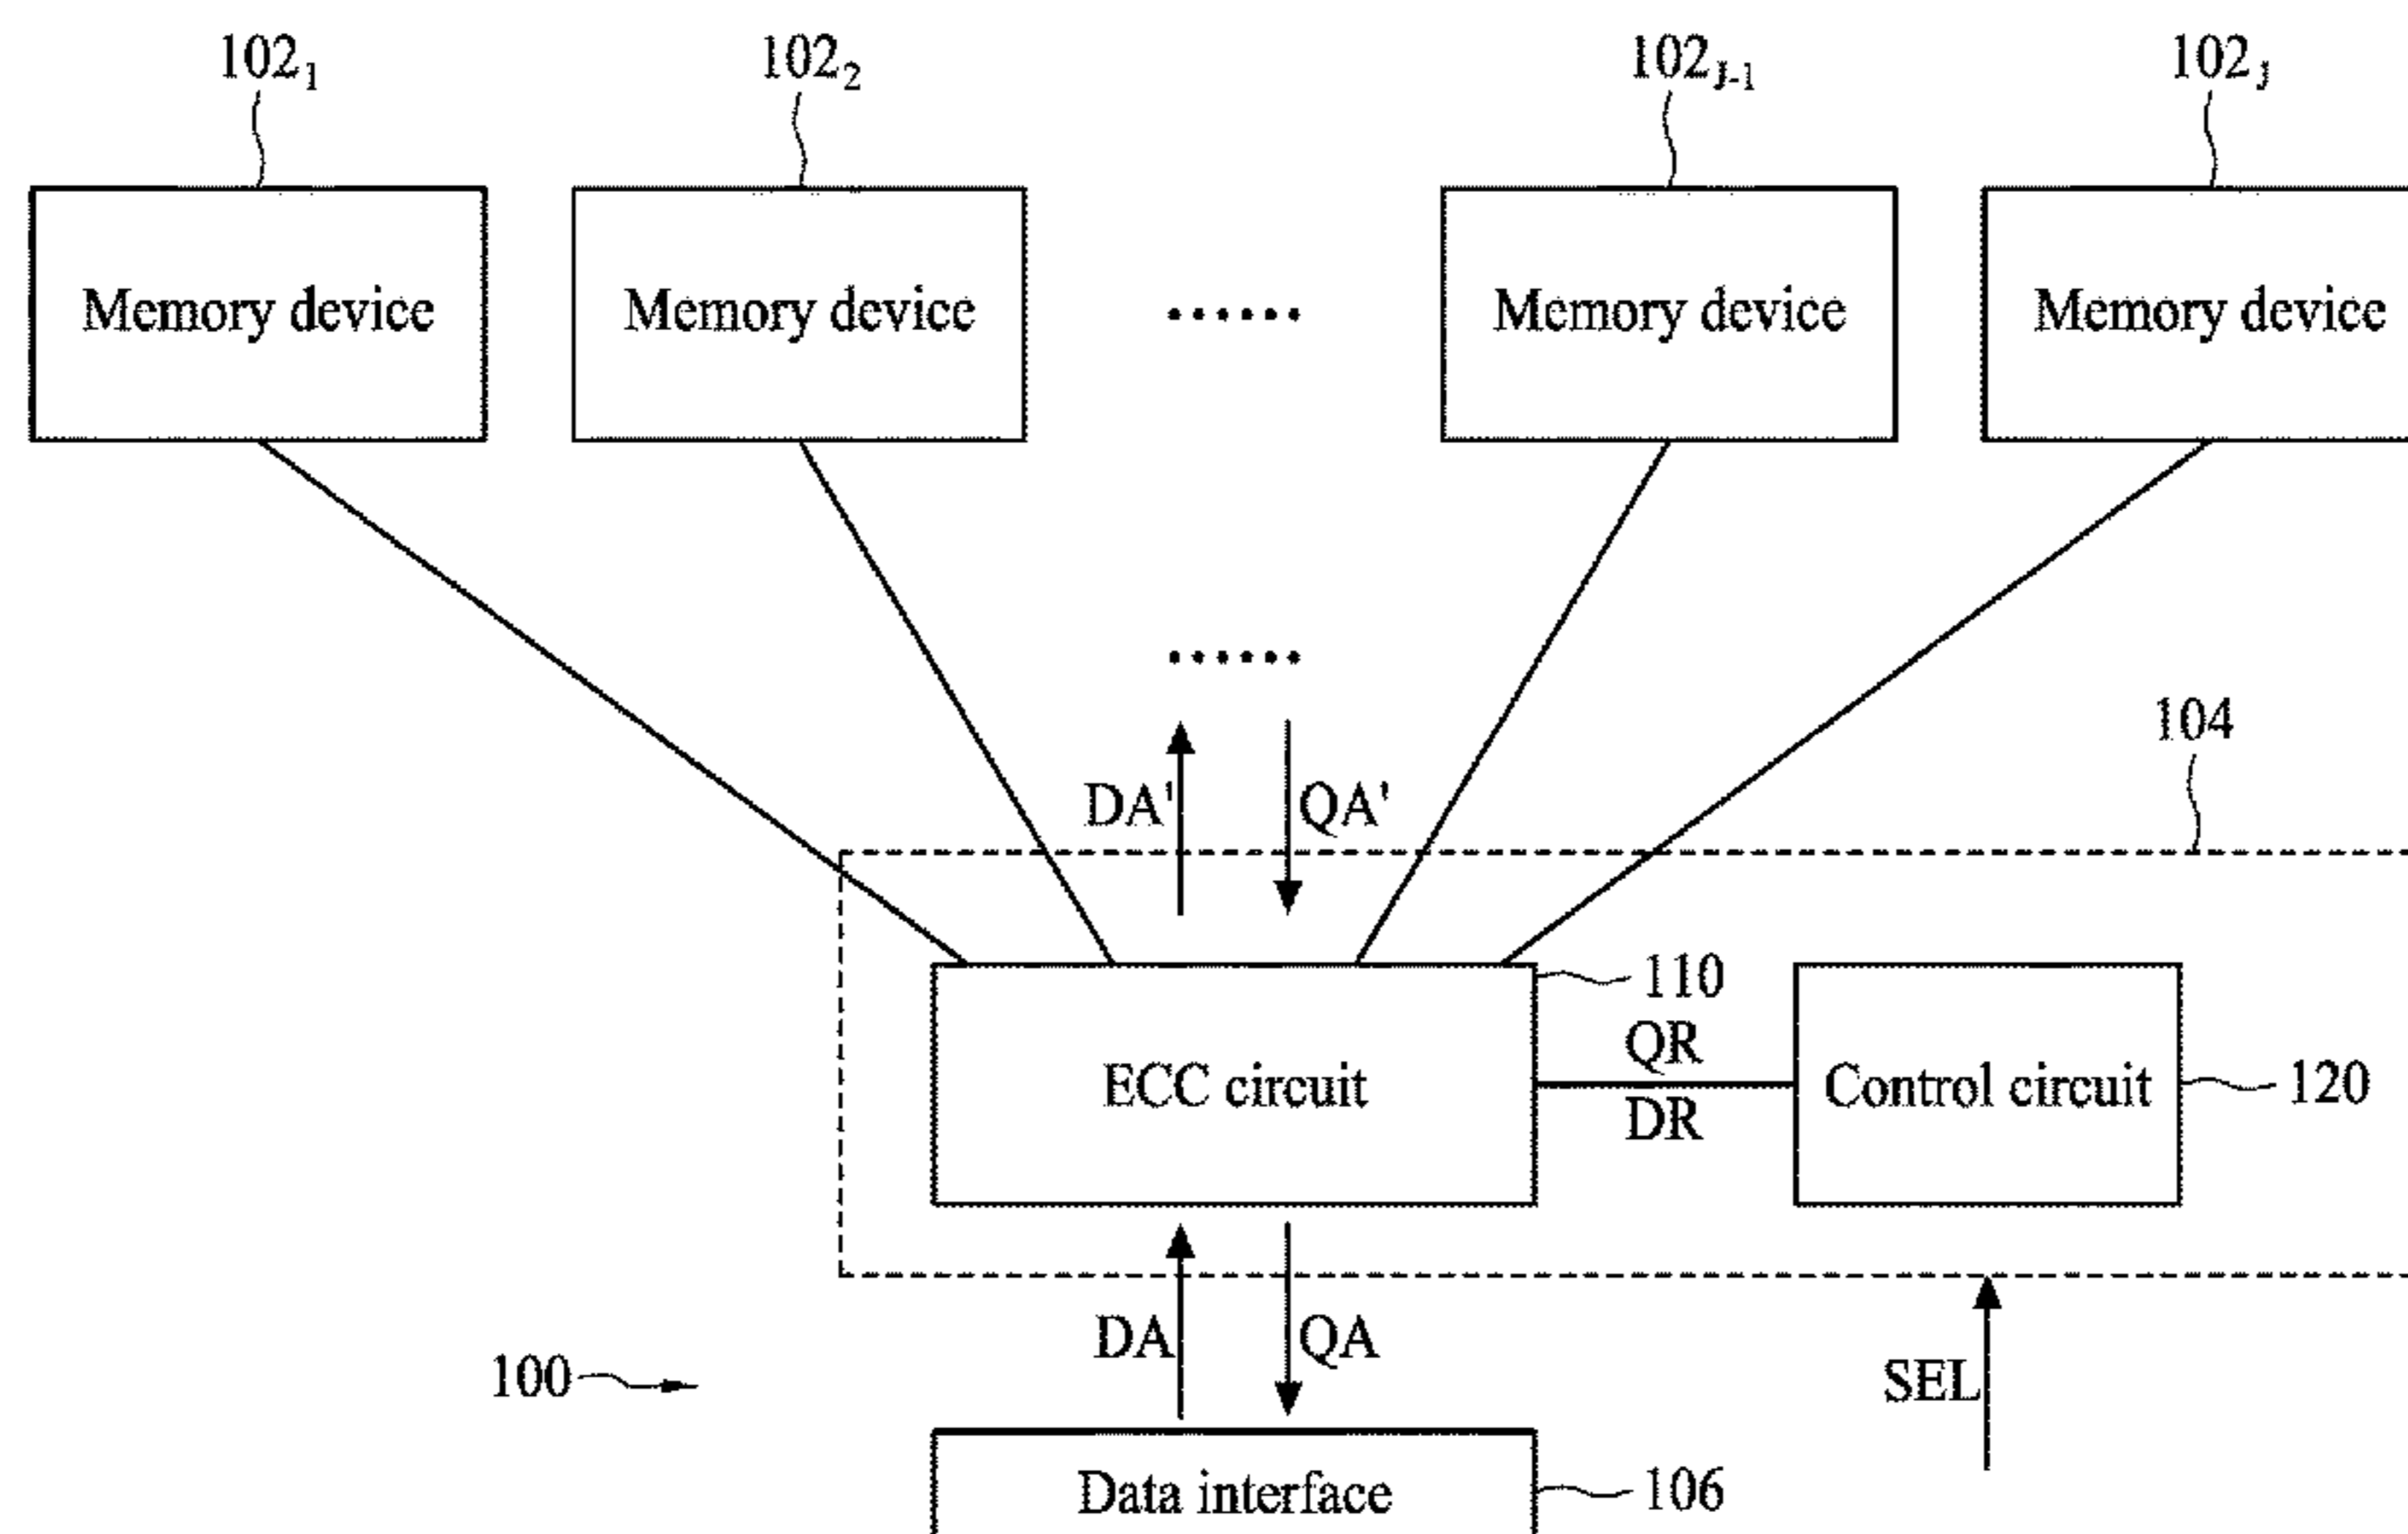 102₁ 102₂ 102J-1 102J
Memory device Memory device ...... Memory device Memory device
......
104
DA' QA'
110
QR
ECC circuit Control circuit 120
DR
DA QA
100 SEL
Data interface 106